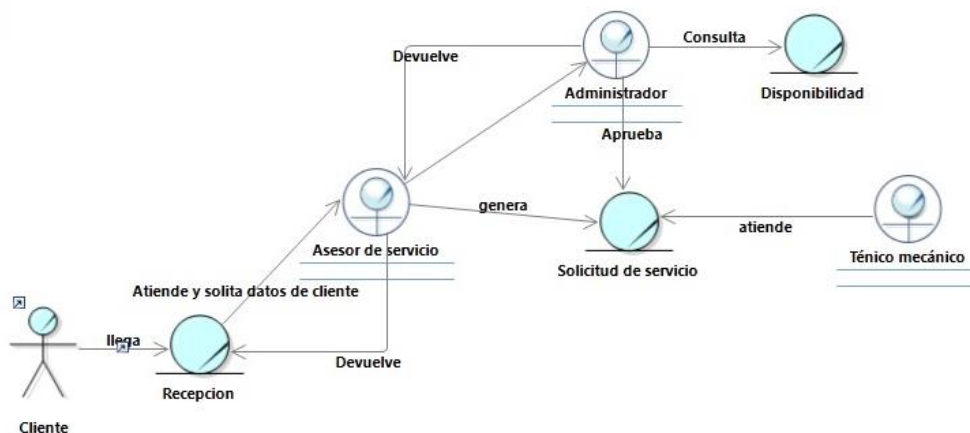 Devuelve
Consulta
Administrador
Disponibilidad
Aprueba
genera
atiende
Asesor de servicio
Solicitud de servicio
Ténico mecánico
Atiende y solita datos de cliente
llega
Devuelve
Recepcion
Cliente